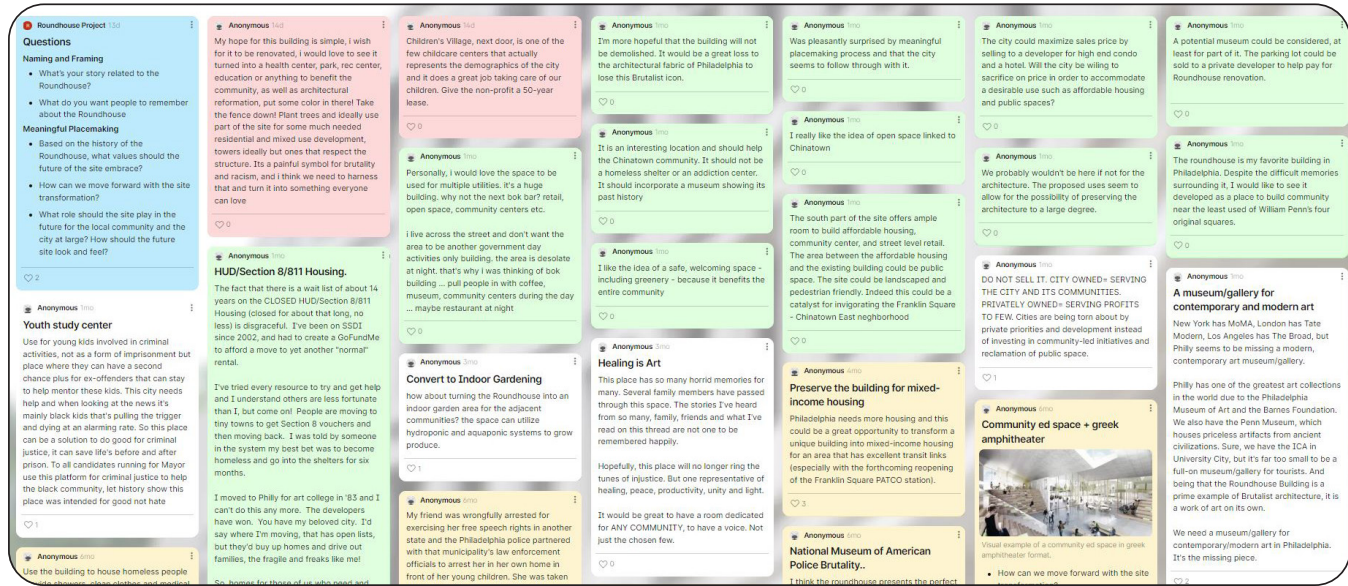 Roundhouse Project 13d
Questions
Naming and Framing
• What's your story related to the
Roundhouse?
• What do you want people to remember
about the Roundhouse
Meaningful Placemaking
• Based on the history of the
Roundhouse, what values should the
future of the site embrace?
• How can we move forward with the site
transformation?
• What role should the site play in the
future for the local community and the
city at large? How should the future
site look and feel?
2
Anonymous 1mo
Youth study center
Use for young kids involved in criminal
activities, not as a form of imprisonment but
place where they can have a second
chance plus for ex-offenders that can stay
to help mentor these kids. This city needs
help and when looking at the news it's
mainly black kids that's pulling the trigger
and dying at an alarming rate. So this place
can be a solution to do good for criminal
justice, it can save life's before and after
prison. To all candidates running for Mayor
use this platform for criminal justice to help
the black community, let history show this
place was intended for good not hate
1
Anonymous 6mo
Use the building to house homeless people
Anonymous 14d
My hope for this building is simple, i wish
for it to be renovated, i would love to see it
turned into a health center, park, rec center,
education or anything to benefit the
community, as well as architectural
reformation, put some color in there! Take
the fence down! Plant trees and ideally use
part of the site for some much needed
residential and mixed use development,
towers ideally but ones that respect the
structure. Its a painful symbol for brutality
and racism, and i think we need to harness
that and turn it into something everyone
can love
0
Anonymous 1mo
HUD/Section 8/811 Housing.
The fact that there is a wait list of about 14
years on the CLOSED HUD/Section 8/811
Housing (closed for about that long, no
less) is disgraceful. I've been on SSDI
since 2002, and had to create a GoFundMe
to afford a move to yet another "normal"
rental.
I've tried every resource to try and get help
and I understand others are less fortunate
than I, but come on! People are moving to
tiny towns to get Section 8 vouchers and
then moving back. I was told by someone
in the system my best bet was to become
homeless and go into the shelters for six
months.
I moved to Philly for art college in '83 and I
can't do this any more. The developers
have won. You have my beloved city. I'd
say where I'm moving, that has open lists,
but they'd buy up homes and drive out
families, the fragile and freaks like me!
So, homes for those of us who need and
Anonymous 14d
Children's Village, next door, is one of the
few childcare centers that actually
represents the demographics of the city
and it does a great job taking care of our
children. Give the non-profit a 50-year
lease.
0
Anonymous 1mo
Personally, i would love the space to be
used for multiple utilities. it's a huge
building. why not the next bok bar? retail,
open space, community centers etc.
i live across the street and don't want the
area to be another government day
activities only building. the area is desolate
at night. that's why i was thinking of bok
building ... pull people in with coffee,
museum, community centers during the day
... maybe restaurant at night
0
Anonymous 3mo
Convert to Indoor Gardening
how about turning the Roundhouse into an
indoor garden area for the adjacent
communities? the space can utilize
hydroponic and aquaponic systems to grow
produce.
1
Anonymous 6mo
My friend was wrongfully arrested for
exercising her free speech rights in another
state and the Philadelphia police partnered
with that municipality's law enforcement
officials to arrest her in her own home in
front of her young children. She was taken
Anonymous 1mo
I'm more hopeful that the building will not
be demolished. It would be a great loss to
the architectural fabric of Philadelphia to
lose this Brutalist icon.
0
Anonymous 1mo
It is an interesting location and should help
the Chinatown community. It should not be
a homeless shelter or an addiction center.
It should incorporate a museum showing its
past history
0
Anonymous 1mo
I like the idea of a safe, welcoming space -
including greenery - because it benefits the
entire community
0
Anonymous 3mo
Healing is Art
This place has so many horrid memories for
many. Several family members have passed
through this space. The stories I've heard
from so many, family, friends and what I've
read on this thread are not one to be
remembered happily.
Hopefully, this place will no longer ring the
tunes of injustice. But one representative of
healing, peace, productivity, unity and light.
It would be great to have a room dedicated
for ANY COMMUNITY, to have a voice. Not
just the chosen few.
1
Anonymous 1mo
Was pleasantly surprised by meaningful
placemaking process and that the city
seems to follow through with it.
0
Anonymous 1mo
I really like the idea of open space linked to
Chinatown
0
Anonymous 1mo
The south part of the site offers ample
room to build affordable housing,
community center, and street level retail.
The area between the affordable housing
and the existing building could be public
space. The site could be landscaped and
pedestrian friendly. Indeed this could be a
catalyst for invigorating the Franklin Square
- Chinatown East neghborhood
0
Anonymous 4mo
Preserve the building for mixed-
income housing
Philadelphia needs more housing and this
could be a great opportunity to transform a
unique building into mixed-income housing
for an area that has excellent transit links
(especially with the forthcoming reopening
of the Franklin Square PATCO station).
3
Anonymous 6mo
National Museum of American
Police Brutality..
I think the roundhouse presents the perfect
Anonymous 1mo
The city could maximize sales price by
selling to a developer for high end condo
and a hotel. Will the city be wiling to
sacrifice on price in order to accommodate
a desirable use such as affordable housing
and public spaces?
0
Anonymous 1mo
We probably wouldn't be here if not for the
architecture. The proposed uses seem to
allow for the possibility of preserving the
architecture to a large degree.
0
Anonymous 1mo
DO NOT SELL IT. CITY OWNED= SERVING
THE CITY AND ITS COMMUNITIES.
PRIVATELY OWNED= SERVING PROFITS
TO FEW. Cities are being torn about by
private priorities and development instead
of investing in community-led initiatives and
reclamation of public space.
1
Anonymous 6mo
Community ed space + greek
amphitheater
Visual example of a community ed space in greek
amphitheater format.
• How can we move forward with the site
Anonymous 1mo
A potential museum could be considered, at
least for part of it. The parking lot could be
sold to a private developer to help pay for
Roundhouse renovation.
0
Anonymous 1mo
The roundhouse is my favorite building in
Philadelphia. Despite the difficult memories
surrounding it, I would like to see it
developed as a place to build community
near the least used of William Penn's four
original squares.
0
Anonymous 1mo
A museum/gallery for
contemporary and modern art
New York has MoMA, London has Tate
Modern, Los Angeles has The Broad, but
Philly seems to be missing a modern,
contemporary art museum/gallery.
Philly has one of the greatest art collections
in the world due to the Philadelphia
Museum of Art and the Barnes Foundation.
We also have the Penn Museum, which
houses priceless artifacts from ancient
civilizations. Sure, we have the ICA in
University City, but it's far too small to be a
full-on museum/gallery for tourists. And
being that the Roundhouse Building is a
prime example of Brutalist architecture, it is
a work of art on its own.
We need a museum/gallery for
contemporary/modern art in Philadelphia.
It's the missing piece.
2